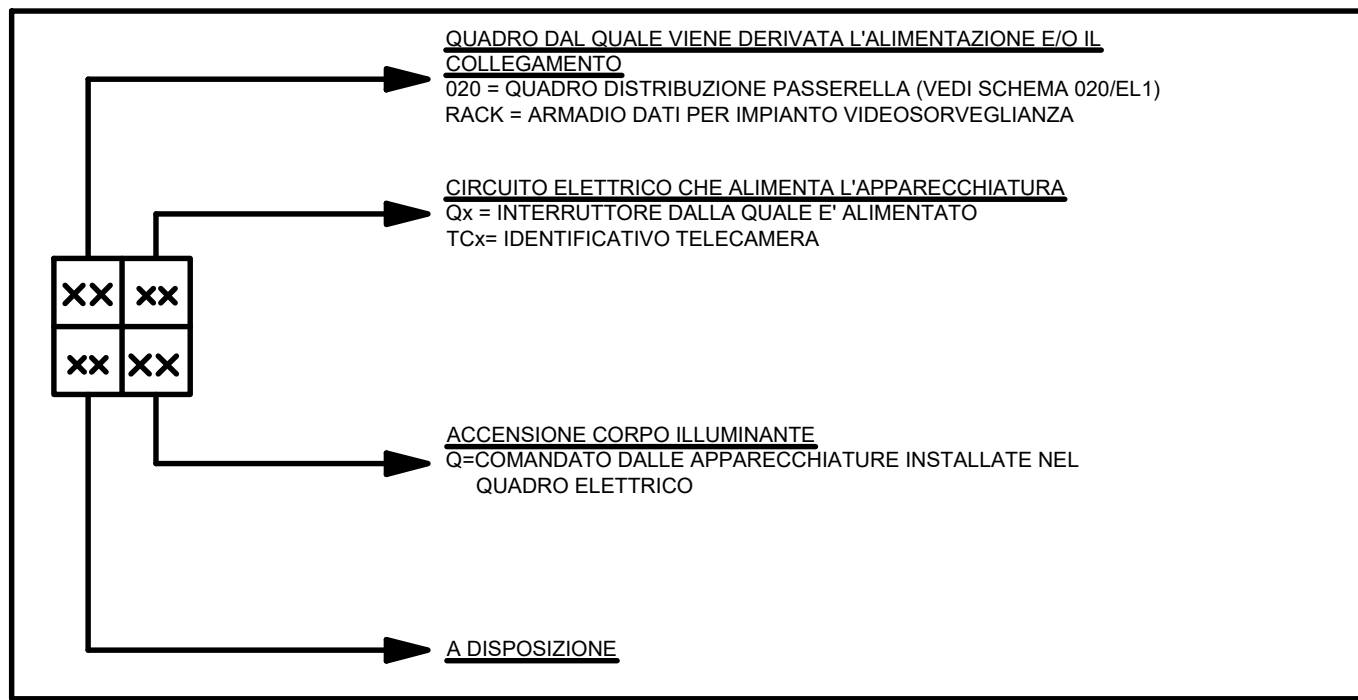 QUADRO DAL QUALE VIENE DERIVATA L'ALIMENTAZIONE E/O IL
COLLEGAMENTO
020 = QUADRO DISTRIBUZIONE PASSERELLA (VEDI SCHEMA 020/EL1)
RACK = ARMADIO DATI PER IMPIANTO VIDEOSORVEGLIANZA
CIRCUITO ELETTRICO CHE ALIMENTA L'APPARECCHIATURA
Qx = INTERRUTTORE DALLA QUALE E' ALIMENTATO
TCx= IDENTIFICATIVO TELECAMERA
XX xx
xx XX
ACCENSIONE CORPO ILLUMINANTE
Q=COMANDATO DALLE APPARECCHIATURE INSTALLATE NEL
QUADRO ELETTRICO
A DISPOSIZIONE